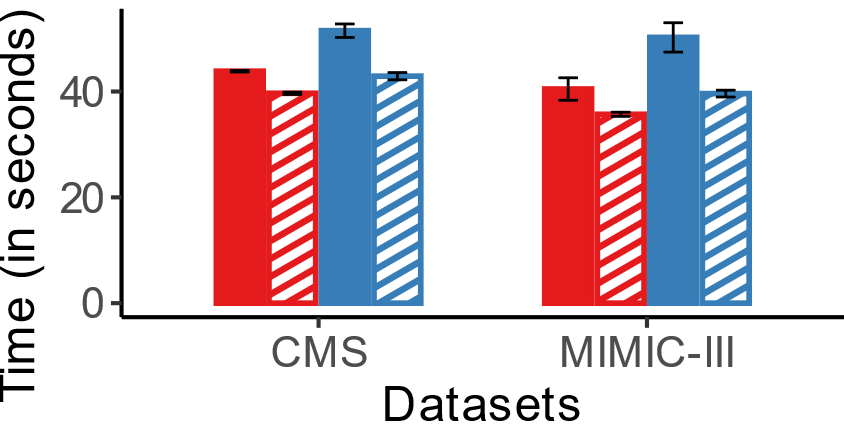 Time (in seconds)
40
20
0
CMS
MIMIC-III
Datasets